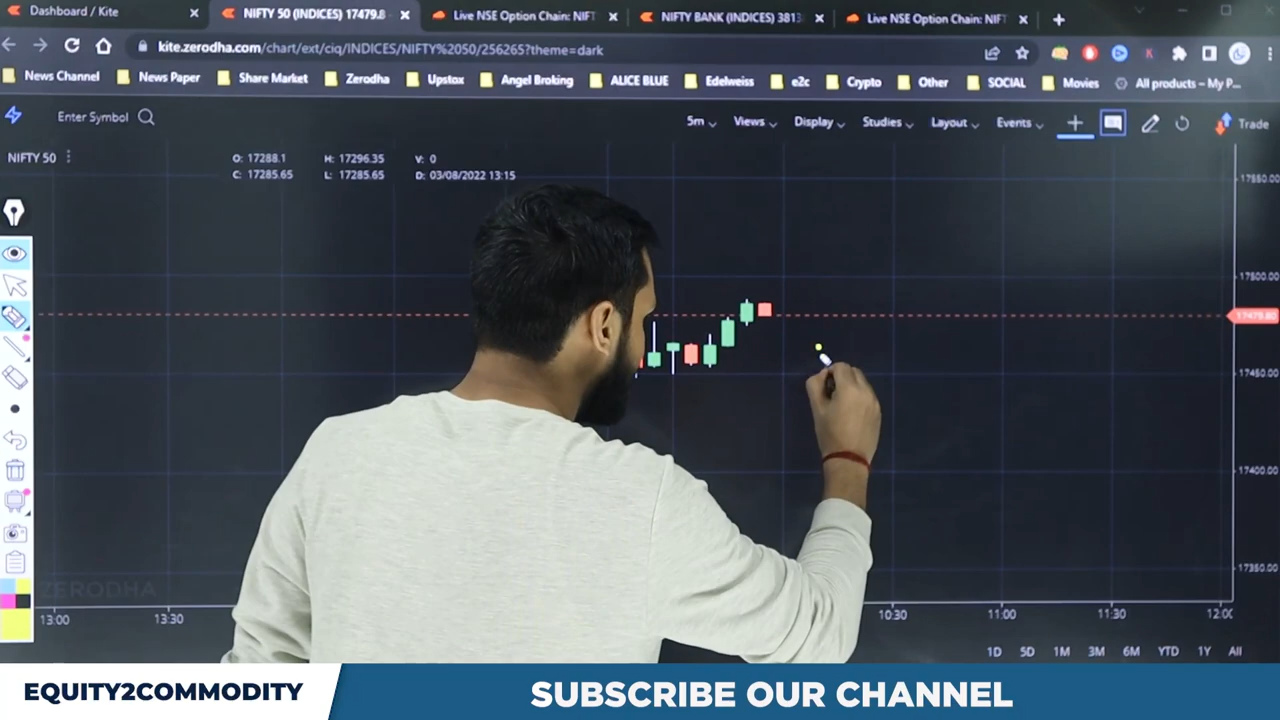 Dashboard / Kite
NIFTY 50 (INDICES) 17479.8
Live NSE Option Chain: NIFT
NIFTY BANK (INDICES) 3813
Live NSE Option Chain: NIFT
kite.zerodha.com/chart/ext/ciq/INDICES/NIFTY%2050/256265?theme=dark
News Channel
News Paper
Share Market
Zerodha
Upstox
Angel Broking
ALICE BLUE
Edelweiss
e2c
Crypto
Other
SOCIAL
Movies
All products – My P...
Enter Symbol
5m
Views
Display
Studies
Layout
Events
Trade
NIFTY 50
O: 17288.1 H: 17296.35 V: 0
C: 17285.65 L: 17285.65 D: 03/08/2022 13:15
17550.00
17500.00
17479.80
17450.00
17400.00
17350.00
ZERODHA
13:00 13:30 10:30 11:00 11:30 12:00
1D 5D 1M 3M 6M YTD 1Y All
EQUITY2COMMODITY
SUBSCRIBE OUR CHANNEL